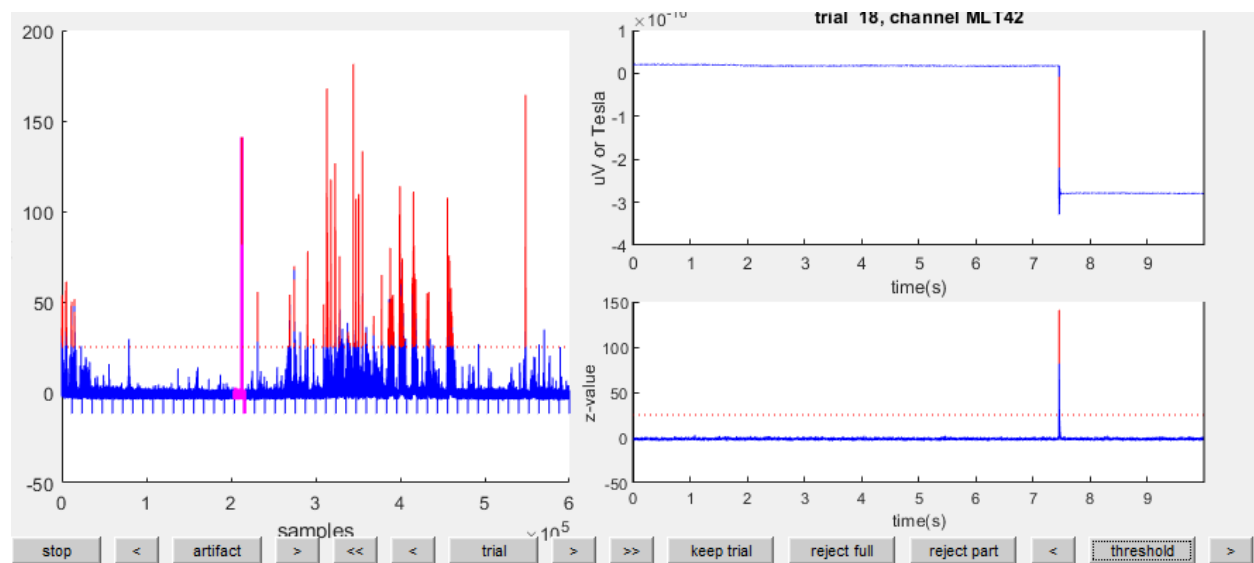 200
150
100
50
0
-50
0 1 2 3 4 5 6
samples
×10⁵
trial 18, channel MLT42
1
0
-1
-2
-3
-4
uV or Tesla
0 1 2 3 4 5 6 7 8 9
time(s)
150
100
50
0
-50
z-value
0 1 2 3 4 5 6 7 8 9
time(s)
stop < artifact > << < trial > >> keep trial reject full reject part < threshold >